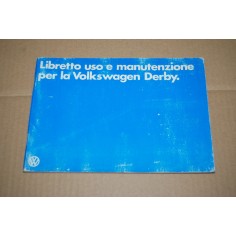 Libretto uso e manutenzione
per la Volkswagen Derby.